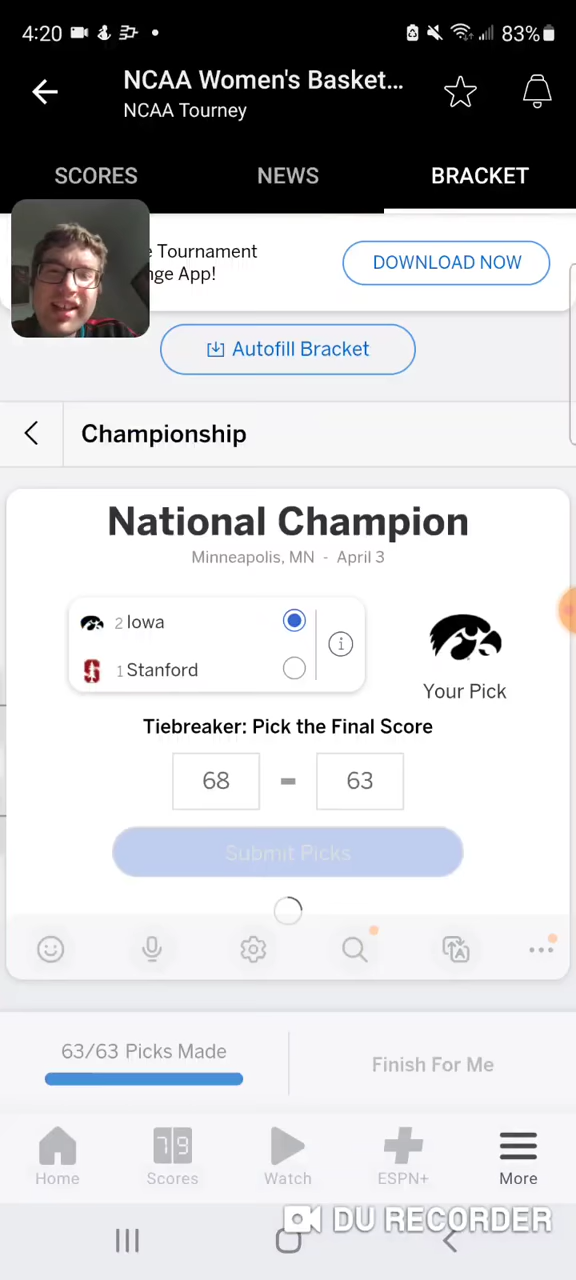 4:20
83%
NCAA Women's Basket...
NCAA Tourney
SCORES
NEWS
BRACKET
Tournament
App!
DOWNLOAD NOW
Autofill Bracket
Championship
National Champion
Minneapolis, MN - April 3
2 Iowa
1 Stanford
Your Pick
Tiebreaker: Pick the Final Score
68 - 63
Submit Picks
63/63 Picks Made
Finish For Me
79
Home
Scores
Watch
ESPN+
More
DU RECORDER